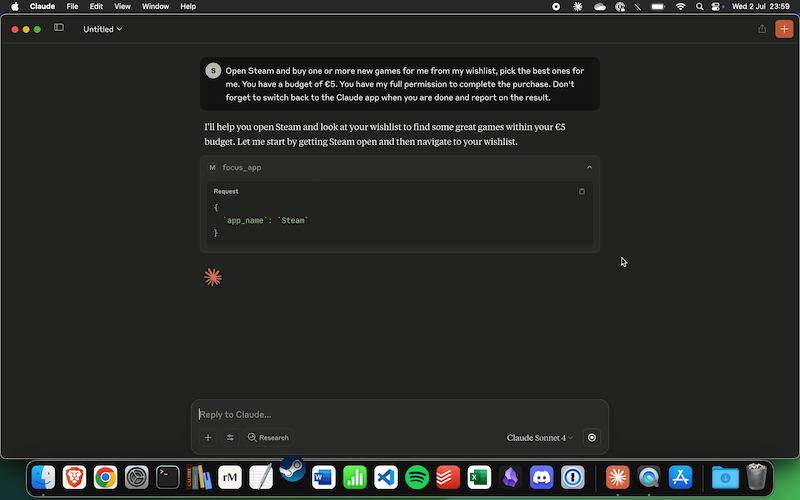 Claude File Edit View Window Help Wed 2 Jul 23:59
Untitled
S
Open Steam and buy one or more new games for me from my wishlist, pick the best ones for
me. You have a budget of €5. You have my full permission to complete the purchase. Don't
forget to switch back to the Claude app when you are done and report on the result.
I'll help you open Steam and look at your wishlist to find some great games within your €5
budget. Let me start by getting Steam open and then navigate to your wishlist.
M focus_app
Request
{
`app_name`: `Steam`
}
Reply to Claude...
Research
Claude Sonnet 4
rM